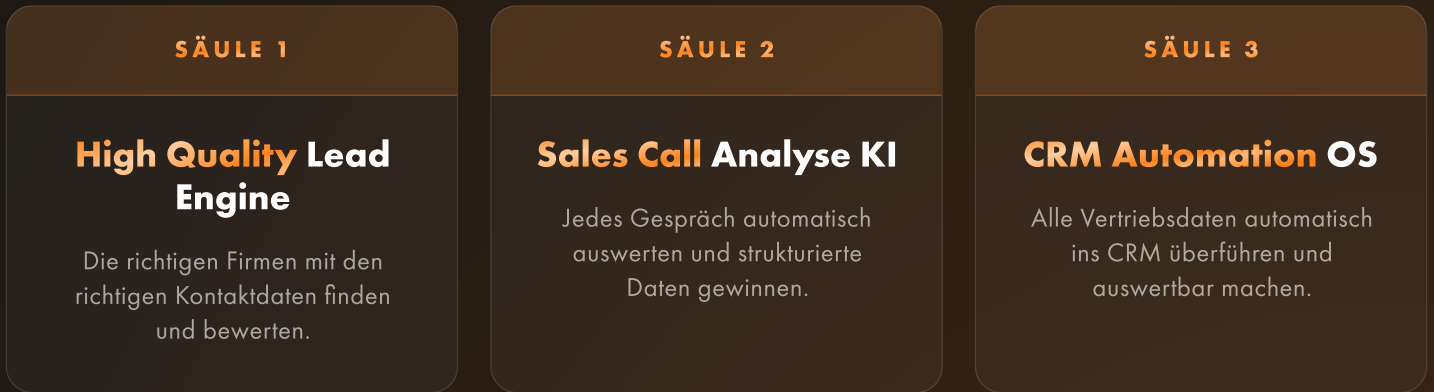 SÄULE 1
High Quality Lead
Engine
Die richtigen Firmen mit den
richtigen Kontaktdaten finden
und bewerten.
SÄULE 2
Sales Call Analyse KI
Jedes Gespräch automatisch
auswerten und strukturierte
Daten gewinnen.
SÄULE 3
CRM Automation OS
Alle Vertriebsdaten automatisch
ins CRM überführen und
auswertbar machen.